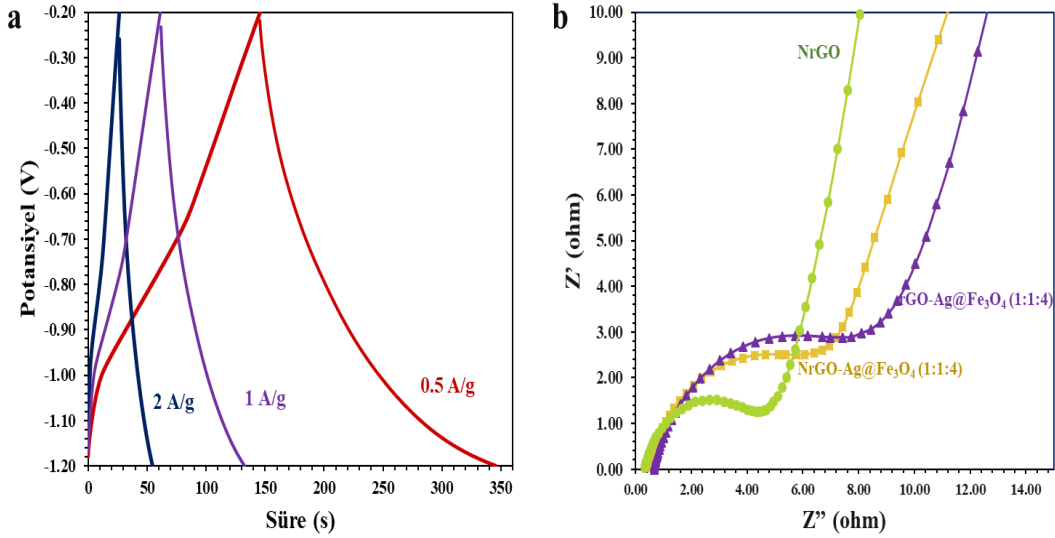 a
-0.20
-0.30
-0.40
-0.50
-0.60
-0.70
-0.80
-0.90
-1.00
-1.10
-1.20
Potansiyel (V)
2 A/g
1 A/g
0.5 A/g
0 50 100 150 200 250 300 350
Süre (s)
b
10.00
9.00
8.00
7.00
6.00
5.00
4.00
3.00
2.00
1.00
0.00
Z' (ohm)
NrGO
rGO-Ag@Fe₃O₄ (1:1:4)
NrGO-Ag@Fe₃O₄ (1:1:4)
0.00 2.00 4.00 6.00 8.00 10.00 12.00 14.00
Z” (ohm)